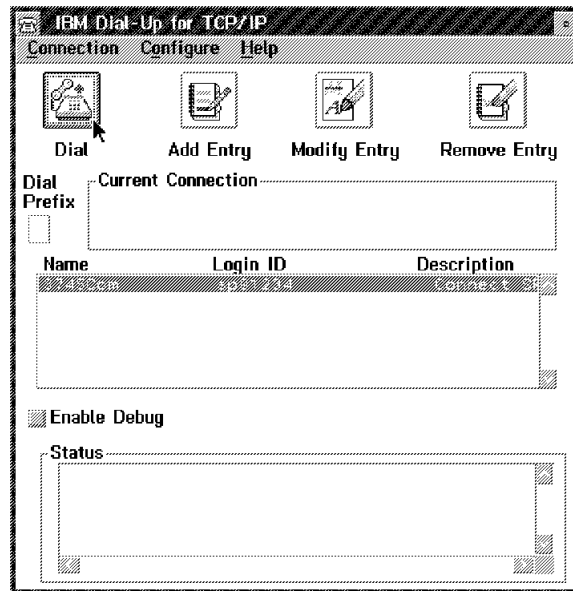 IBM Dial-Up for TCP/IP
Connection Configure Help
Dial Add Entry Modify Entry Remove Entry
Dial Prefix
Current Connection
Name Login ID Description
Connect
Enable Debug
Status